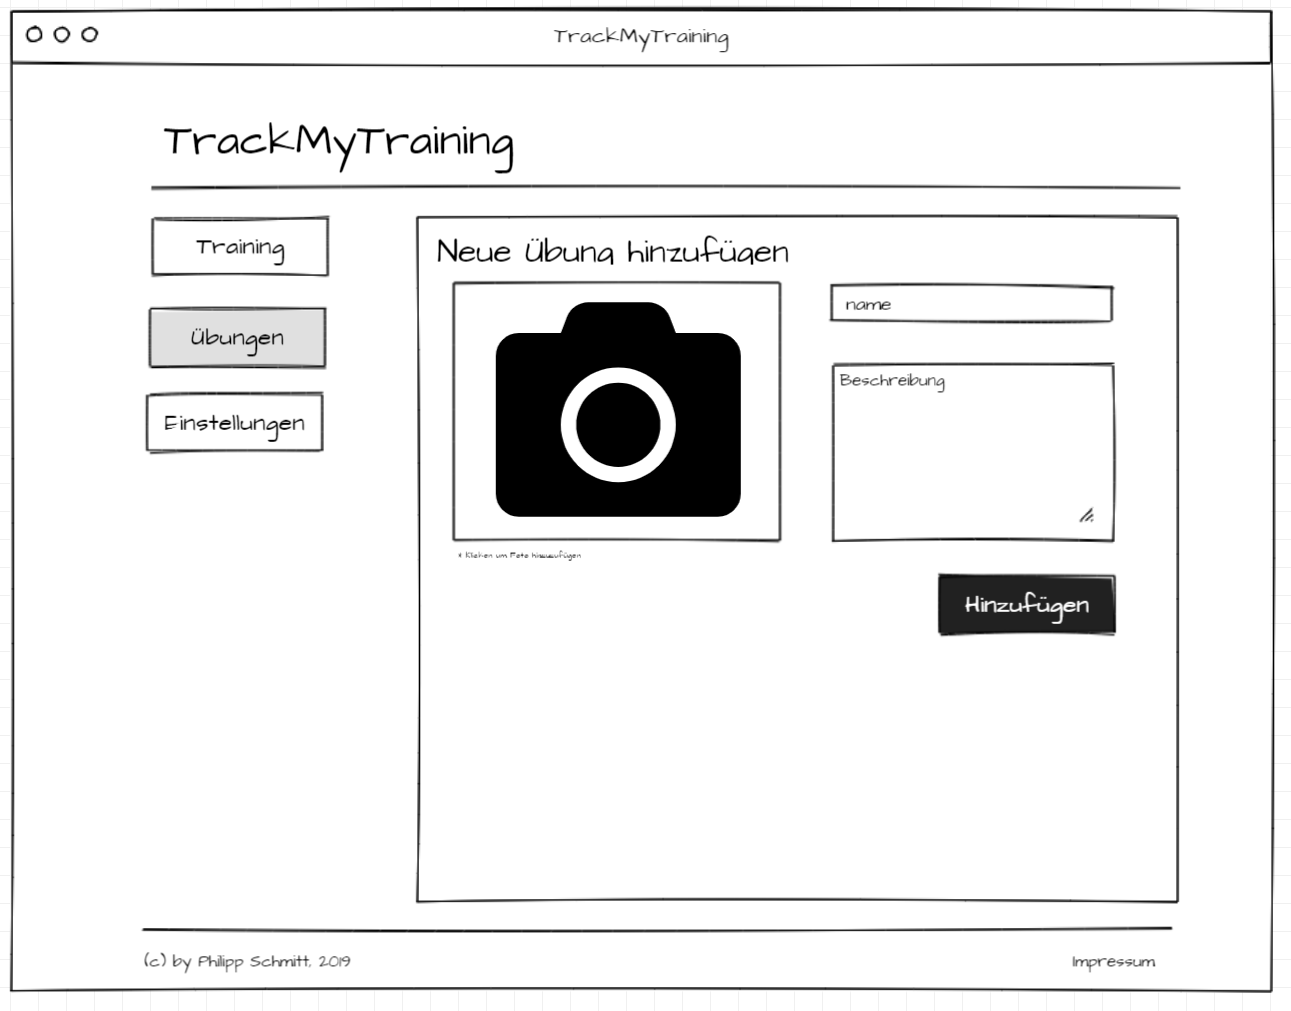 TrackMyTraining
TrackMyTraining
Training
Übungen
Einstellungen
Neue Übung hinzufügen
name
Beschreibung
* Klicken um Foto hinzuzufügen
Hinzufügen
(c) by Philipp Schmitt, 2019
Impressum